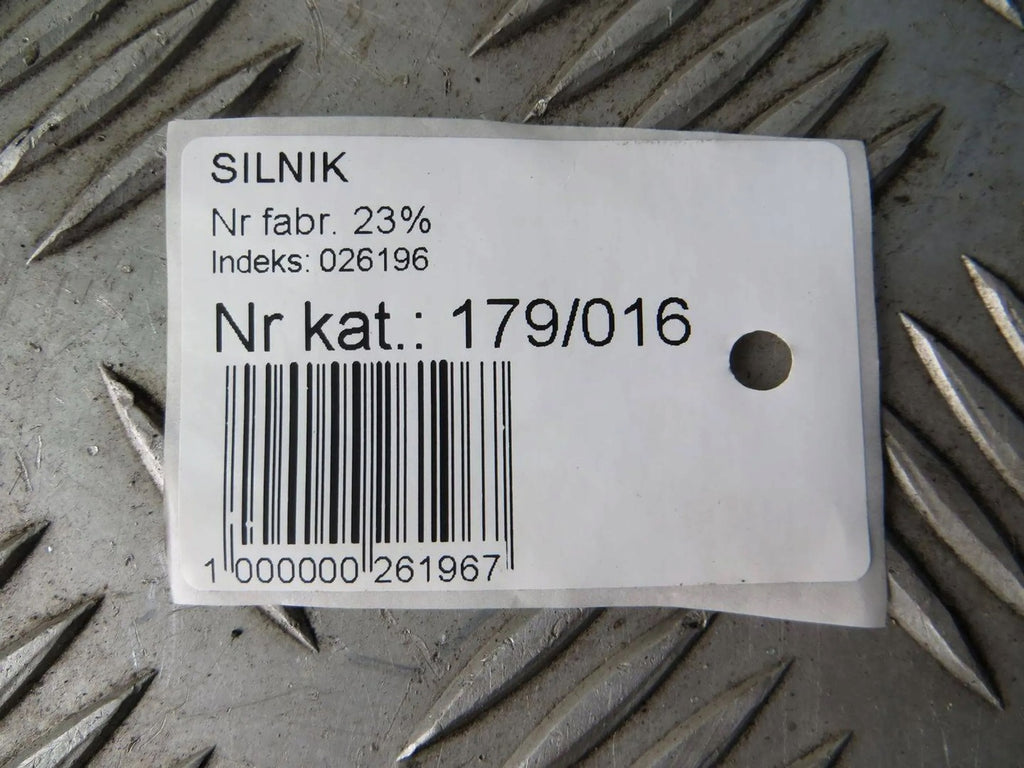 SILNIK
Nr fabr. 23%
Indeks: 026196
Nr kat.: 179/016
1 000000 261967